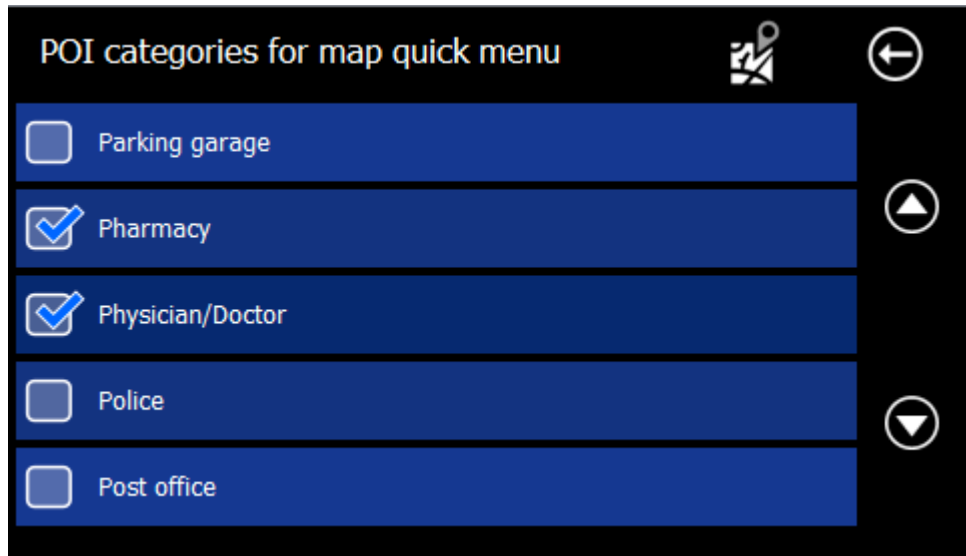 POI categories for map quick menu
Parking garage
Pharmacy
Physician/Doctor
Police
Post office